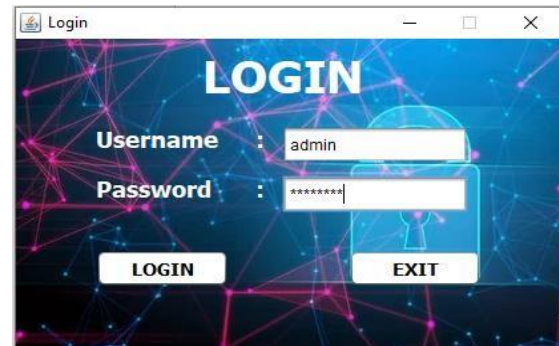 Login
LOGIN
Username : admin
Password : ********
LOGIN EXIT